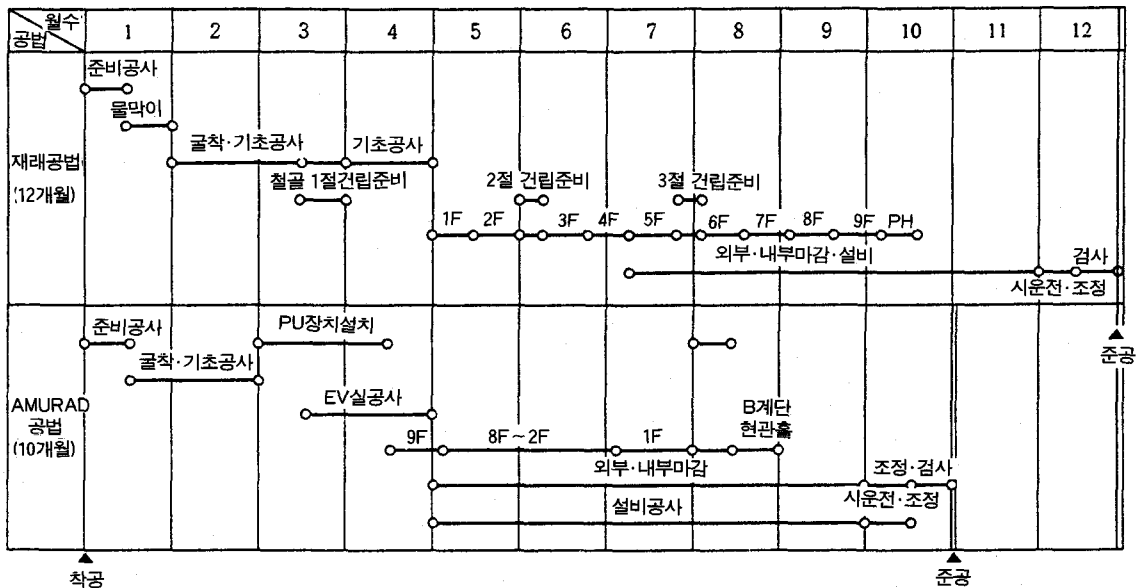 월수
공법
1 2 3 4 5 6 7 8 9 10 11 12
재래공법
(12개월)
준비공사
물막이
굴착·기초공사 기초공사
철골 1절건립준비 2절 건립준비 3절 건립준비
1F 2F 3F 4F 5F 6F 7F 8F 9F PH
외부·내부마감·설비 검사
시운전·조정
준공
AMURAD
공법
(10개월)
준비공사 PU장치설치
굴착·기초공사
EV실공사
B계단
현관홀
9F 8F~2F 1F
외부·내부마감 조정·검사
시운전·조정
설비공사
착공 준공